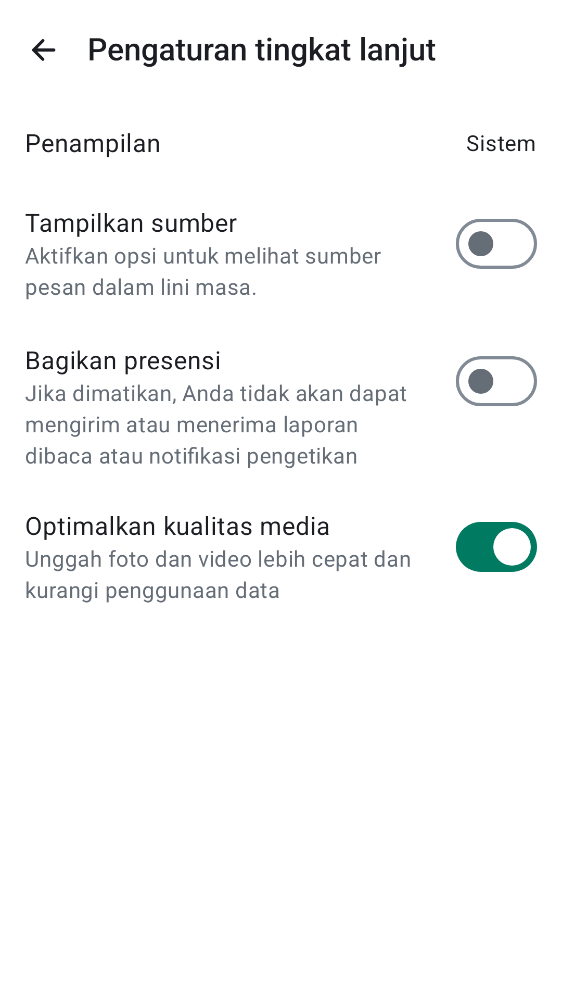 Pengaturan tingkat lanjut
Penampilan
Sistem
Tampilkan sumber
Aktifkan opsi untuk melihat sumber
pesan dalam lini masa.
Bagikan presensi
Jika dimatikan, Anda tidak akan dapat
mengirim atau menerima laporan
dibaca atau notifikasi pengetikan
Optimalkan kualitas media
Unggah foto dan video lebih cepat dan
kurangi penggunaan data